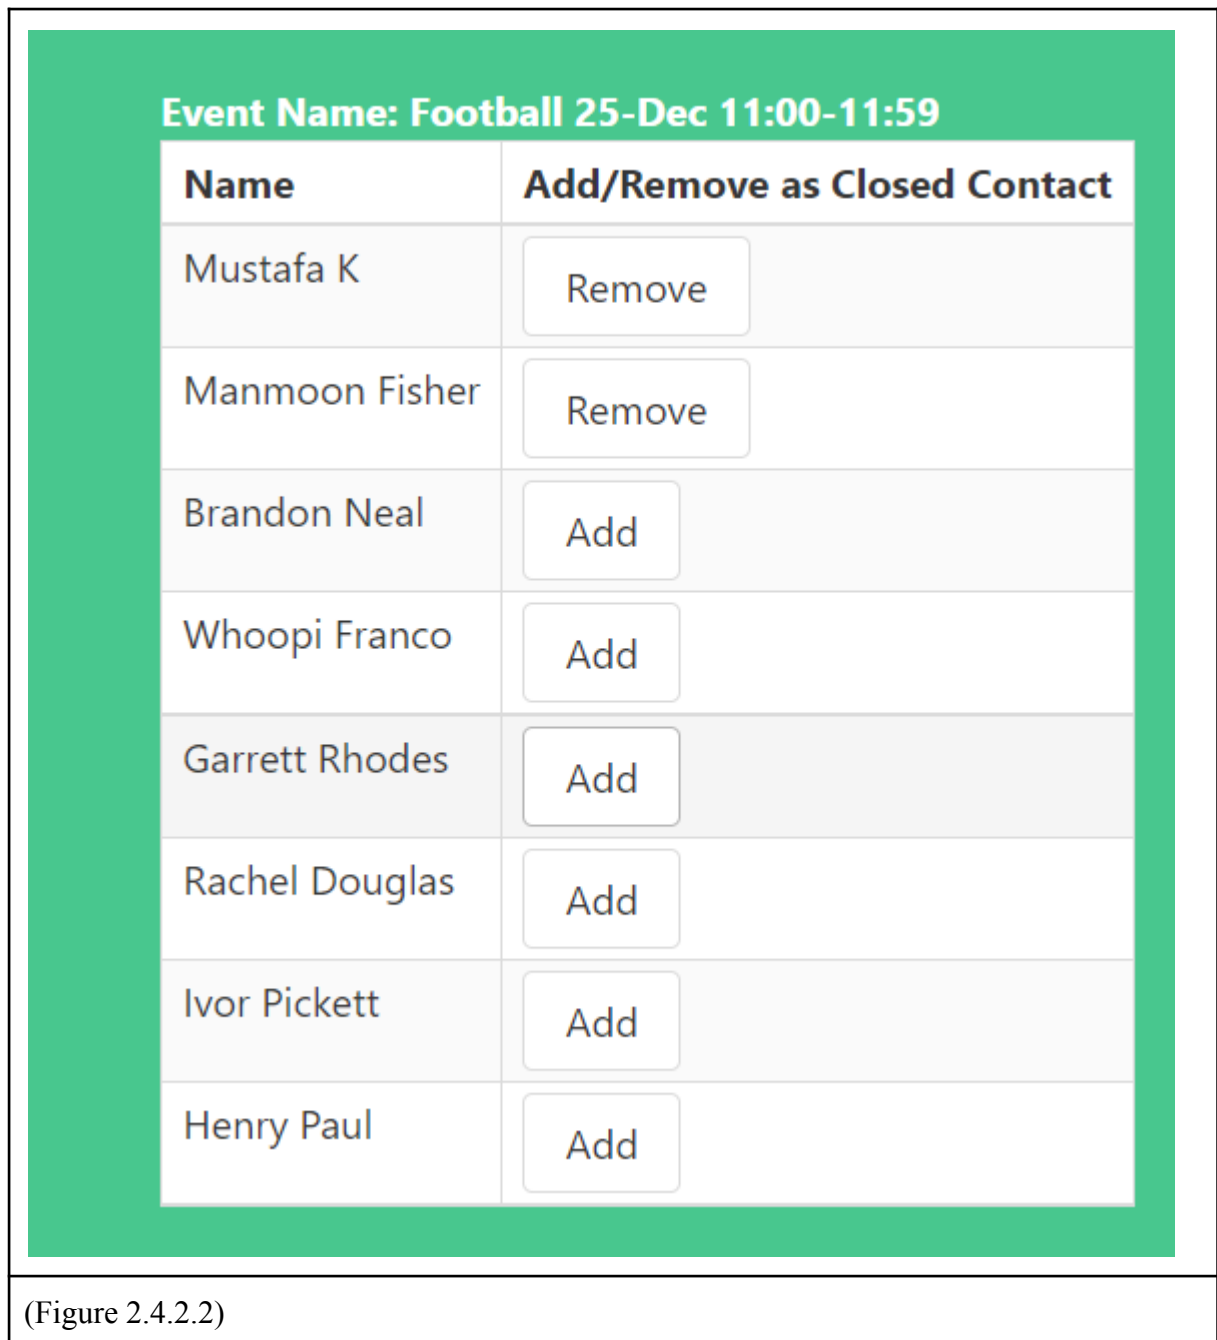 Event Name: Football 25-Dec 11:00-11:59
Name Add/Remove as Closed Contact
Mustafa K Remove
Manmoon Fisher Remove
Brandon Neal Add
Whoopi Franco Add
Garrett Rhodes Add
Rachel Douglas Add
Ivor Pickett Add
Henry Paul Add
(Figure 2.4.2.2)